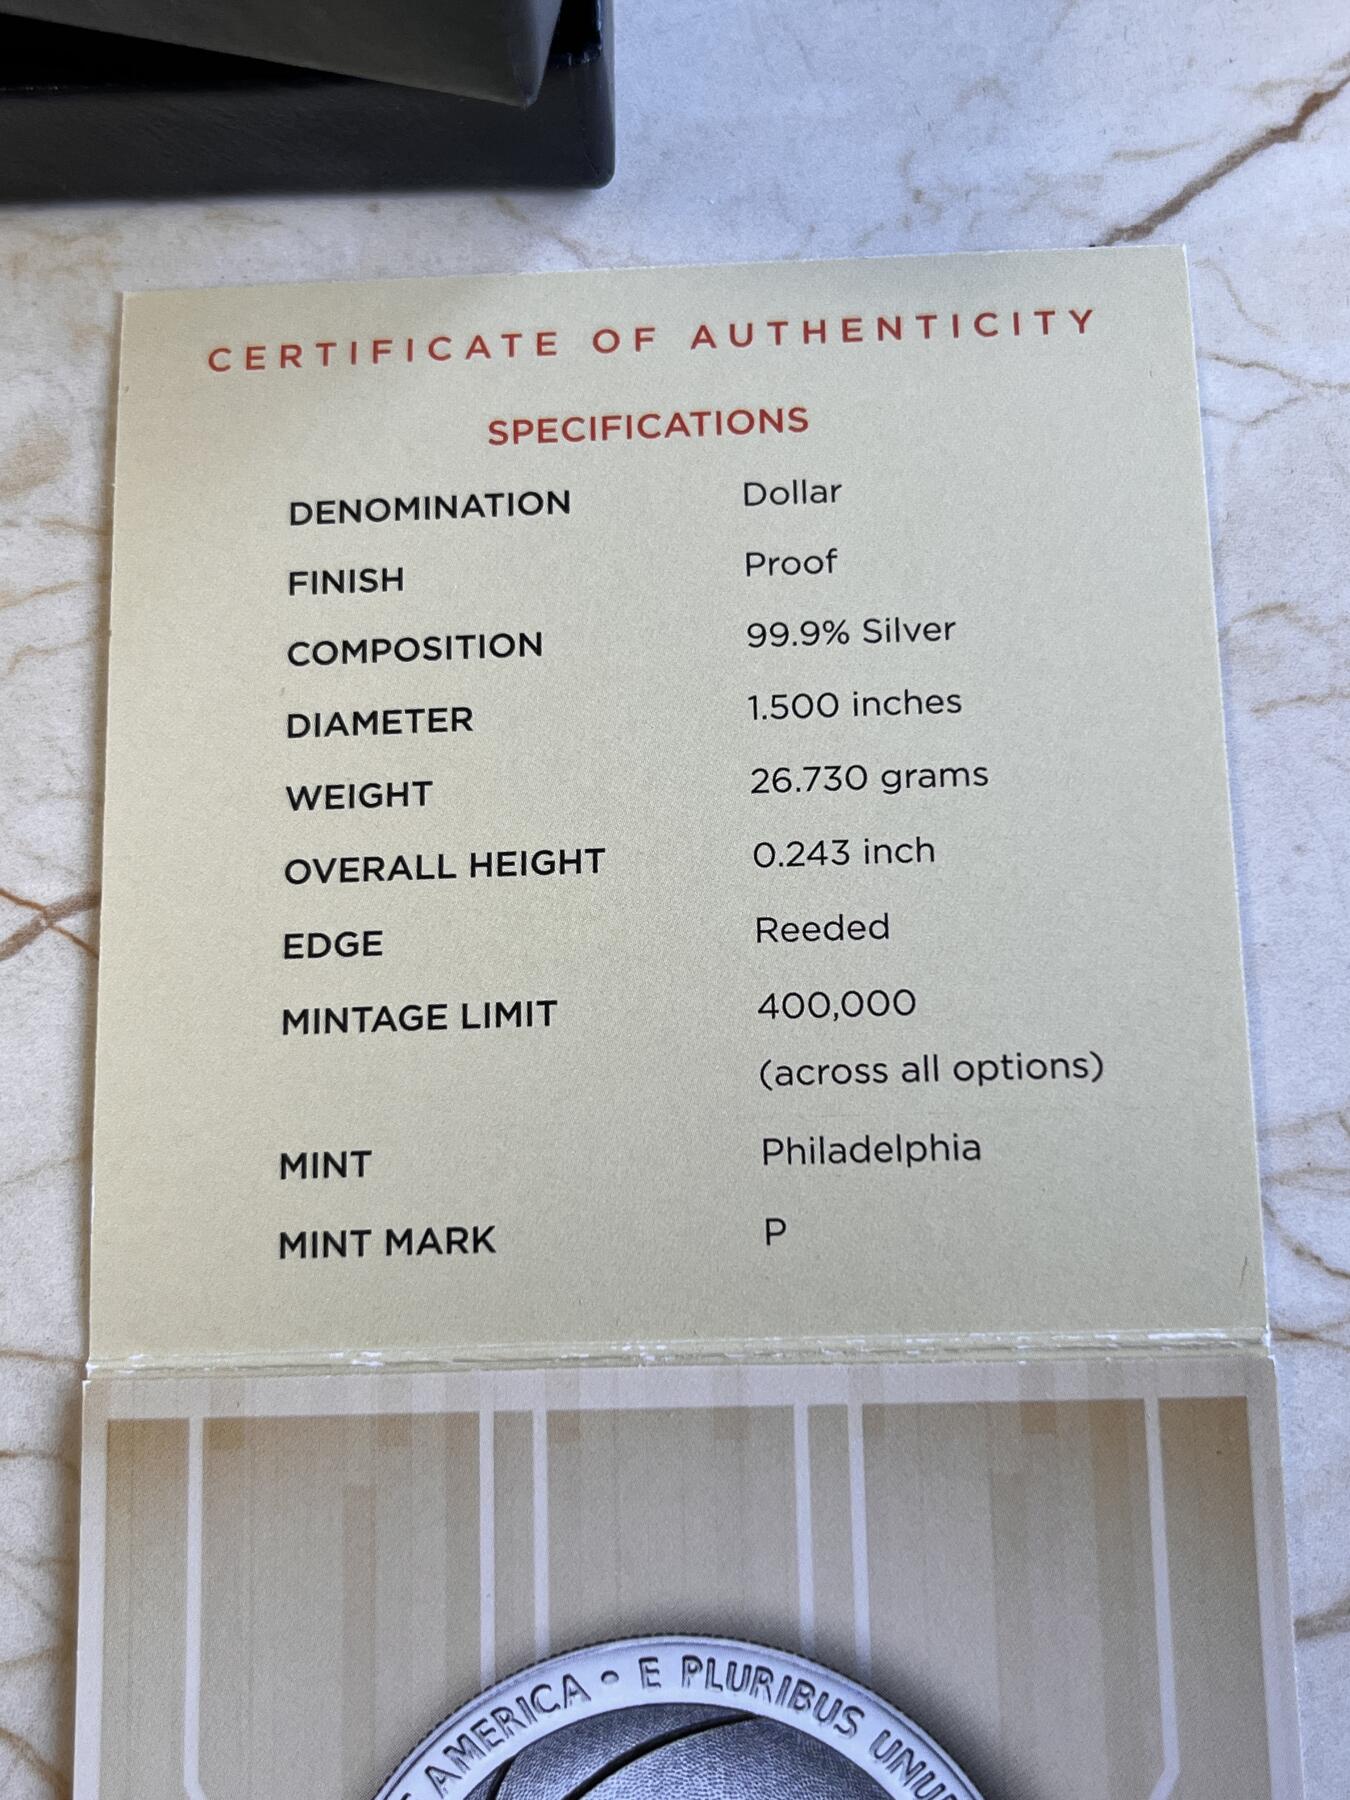 CERTIFICATE OF AUTHENTICITY
SPECIFICATIONS
DENOMINATION Dollar
FINISH Proof
COMPOSITION 99.9% Silver
DIAMETER 1.500 inches
WEIGHT 26.730 grams
OVERALL HEIGHT 0.243 inch
EDGE Reeded
MINTAGE LIMIT 400,000
(across all options)
MINT Philadelphia
MINT MARK P
AMERICA • E PLURIBUS